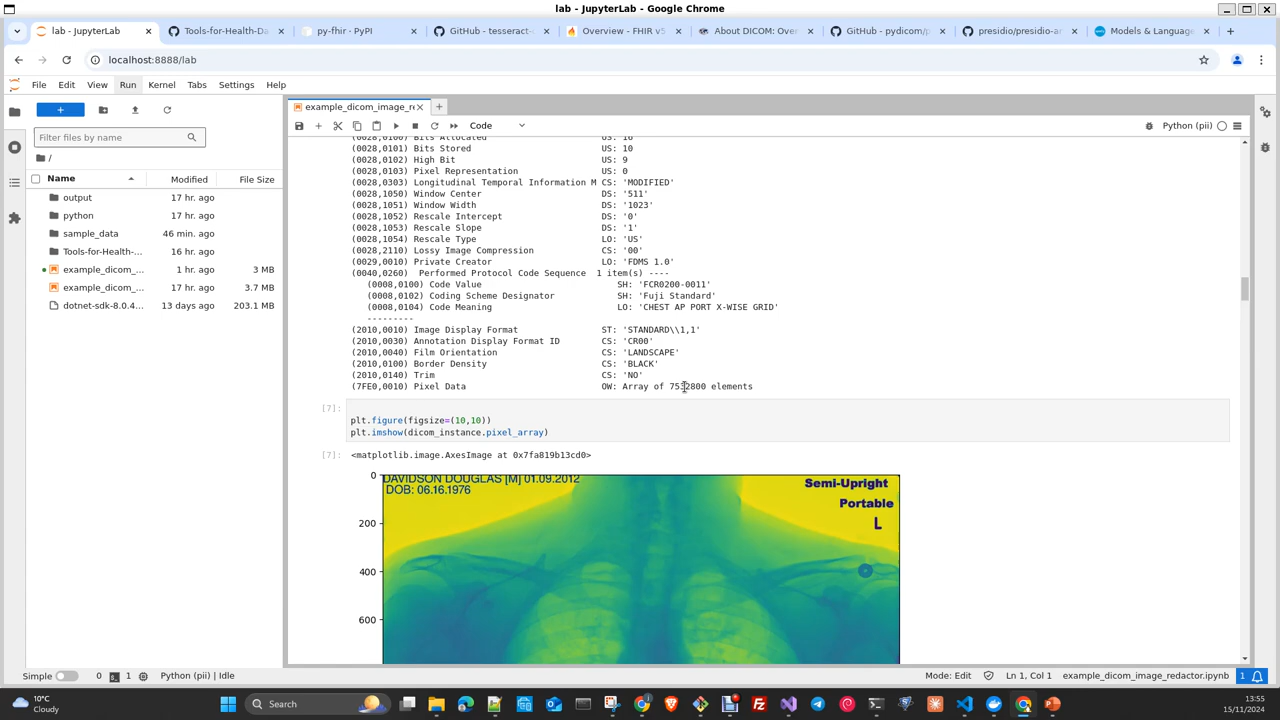 lab - JupyterLab - Google Chrome
lab - JupyterLab
Tools-for-Health-Da
py-fhir · PyPI
GitHub - tesseract-
Overview - FHIR v5
About DICOM: Over
GitHub - pydicom/p
presidio/presidio-a
Models & Language
localhost:8888/lab
File Edit View Run Kernel Tabs Settings Help
example_dicom_image_re
Filter files by name
Code
Python (pii)
/
Name Modified File Size
output 17 hr. ago
python 17 hr. ago
sample_data 46 min. ago
Tools-for-Health-... 16 hr. ago
example_dicom_... 1 hr. ago 3 MB
example_dicom_... 17 hr. ago 3.7 MB
dotnet-sdk-8.0.4... 13 days ago 203.1 MB
(0028,0100) Bits Allocated US: 16
(0028,0101) Bits Stored US: 10
(0028,0102) High Bit US: 9
(0028,0103) Pixel Representation US: 0
(0028,0303) Longitudinal Temporal Information M CS: 'MODIFIED'
(0028,1050) Window Center DS: '511'
(0028,1051) Window Width DS: '1023'
(0028,1052) Rescale Intercept DS: '0'
(0028,1053) Rescale Slope DS: '1'
(0028,1054) Rescale Type LO: 'US'
(0028,2110) Lossy Image Compression CS: '00'
(0029,0010) Private Creator LO: 'FDMS 1.0'
(0040,0260) Performed Protocol Code Sequence 1 item(s) ----
(0008,0100) Code Value SH: 'FCR0200-0011'
(0008,0102) Coding Scheme Designator SH: 'Fuji Standard'
(0008,0104) Code Meaning LO: 'CHEST AP PORT X-WISE GRID'
---------
(2010,0010) Image Display Format ST: 'STANDARD\\1,1'
(2010,0030) Annotation Display Format ID CS: 'CR00'
(2010,0040) Film Orientation CS: 'LANDSCAPE'
(2010,0100) Border Density CS: 'BLACK'
(2010,0140) Trim CS: 'NO'
(7FE0,0010) Pixel Data OW: Array of 7532800 elements
[7]:
plt.figure(figsize=(10,10))
plt.imshow(dicom_instance.pixel_array)
[7]: <matplotlib.image.AxesImage at 0x7fa819b13cd0>
0
200
400
600
DAVIDSON DOUGLAS [M] 01.09.2012
DOB: 06.16.1976
Semi-Upright
Portable
L
Simple 0 1 Python (pii) | Idle Mode: Edit Ln 1, Col 1 example_dicom_image_redactor.ipynb 1
10°C
Cloudy
Search
13:55
15/11/2024